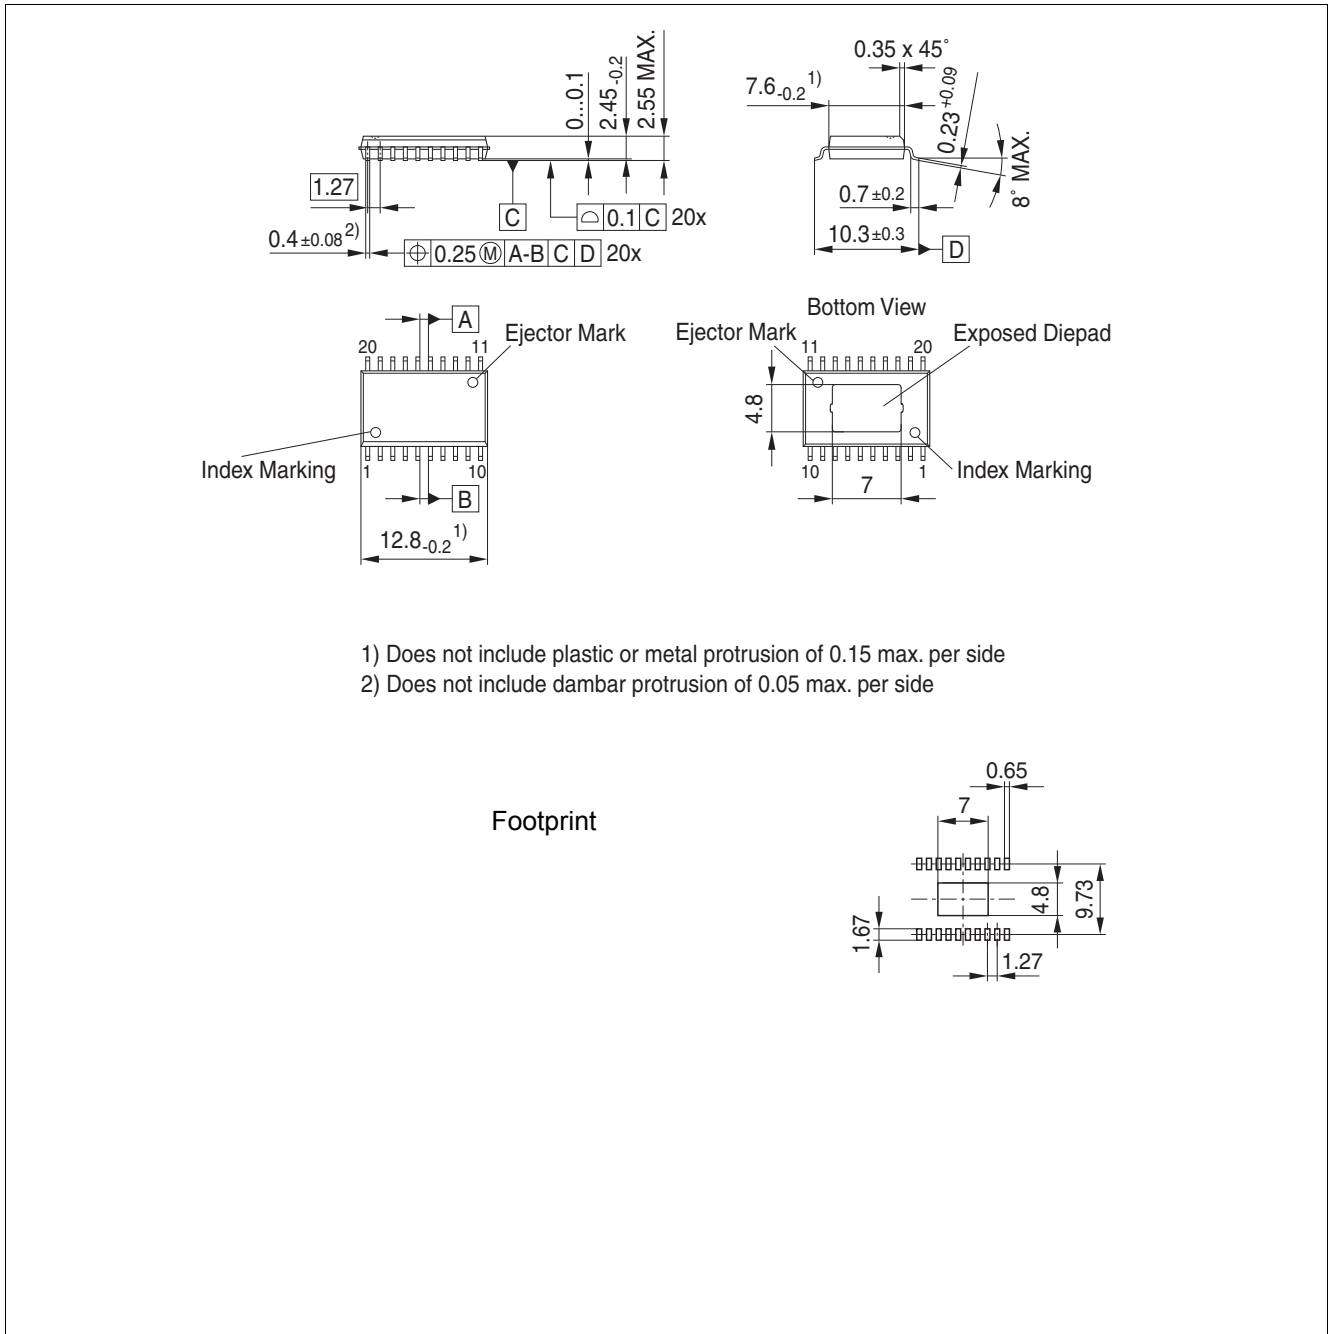 0.35 x 45°
7.6-0.2 1)
0.23 +0.09
8° MAX.
0...0.1
2.45-0.2
2.55 MAX.
1.27
C
0.1 C 20x
0.7 ±0.2
0.4 ±0.08 2)
0.25 Ⓜ A-B C D 20x
10.3 ±0.3
D
A
Ejector Mark
20 11
Index Marking
1 10
B
12.8-0.2 1)
Bottom View
Ejector Mark
Exposed Diepad
11 20
4.8
10 1
Index Marking
7
1) Does not include plastic or metal protrusion of 0.15 max. per side
2) Does not include dambar protrusion of 0.05 max. per side
Footprint
0.65
7
4.8
9.73
1.67
1.27